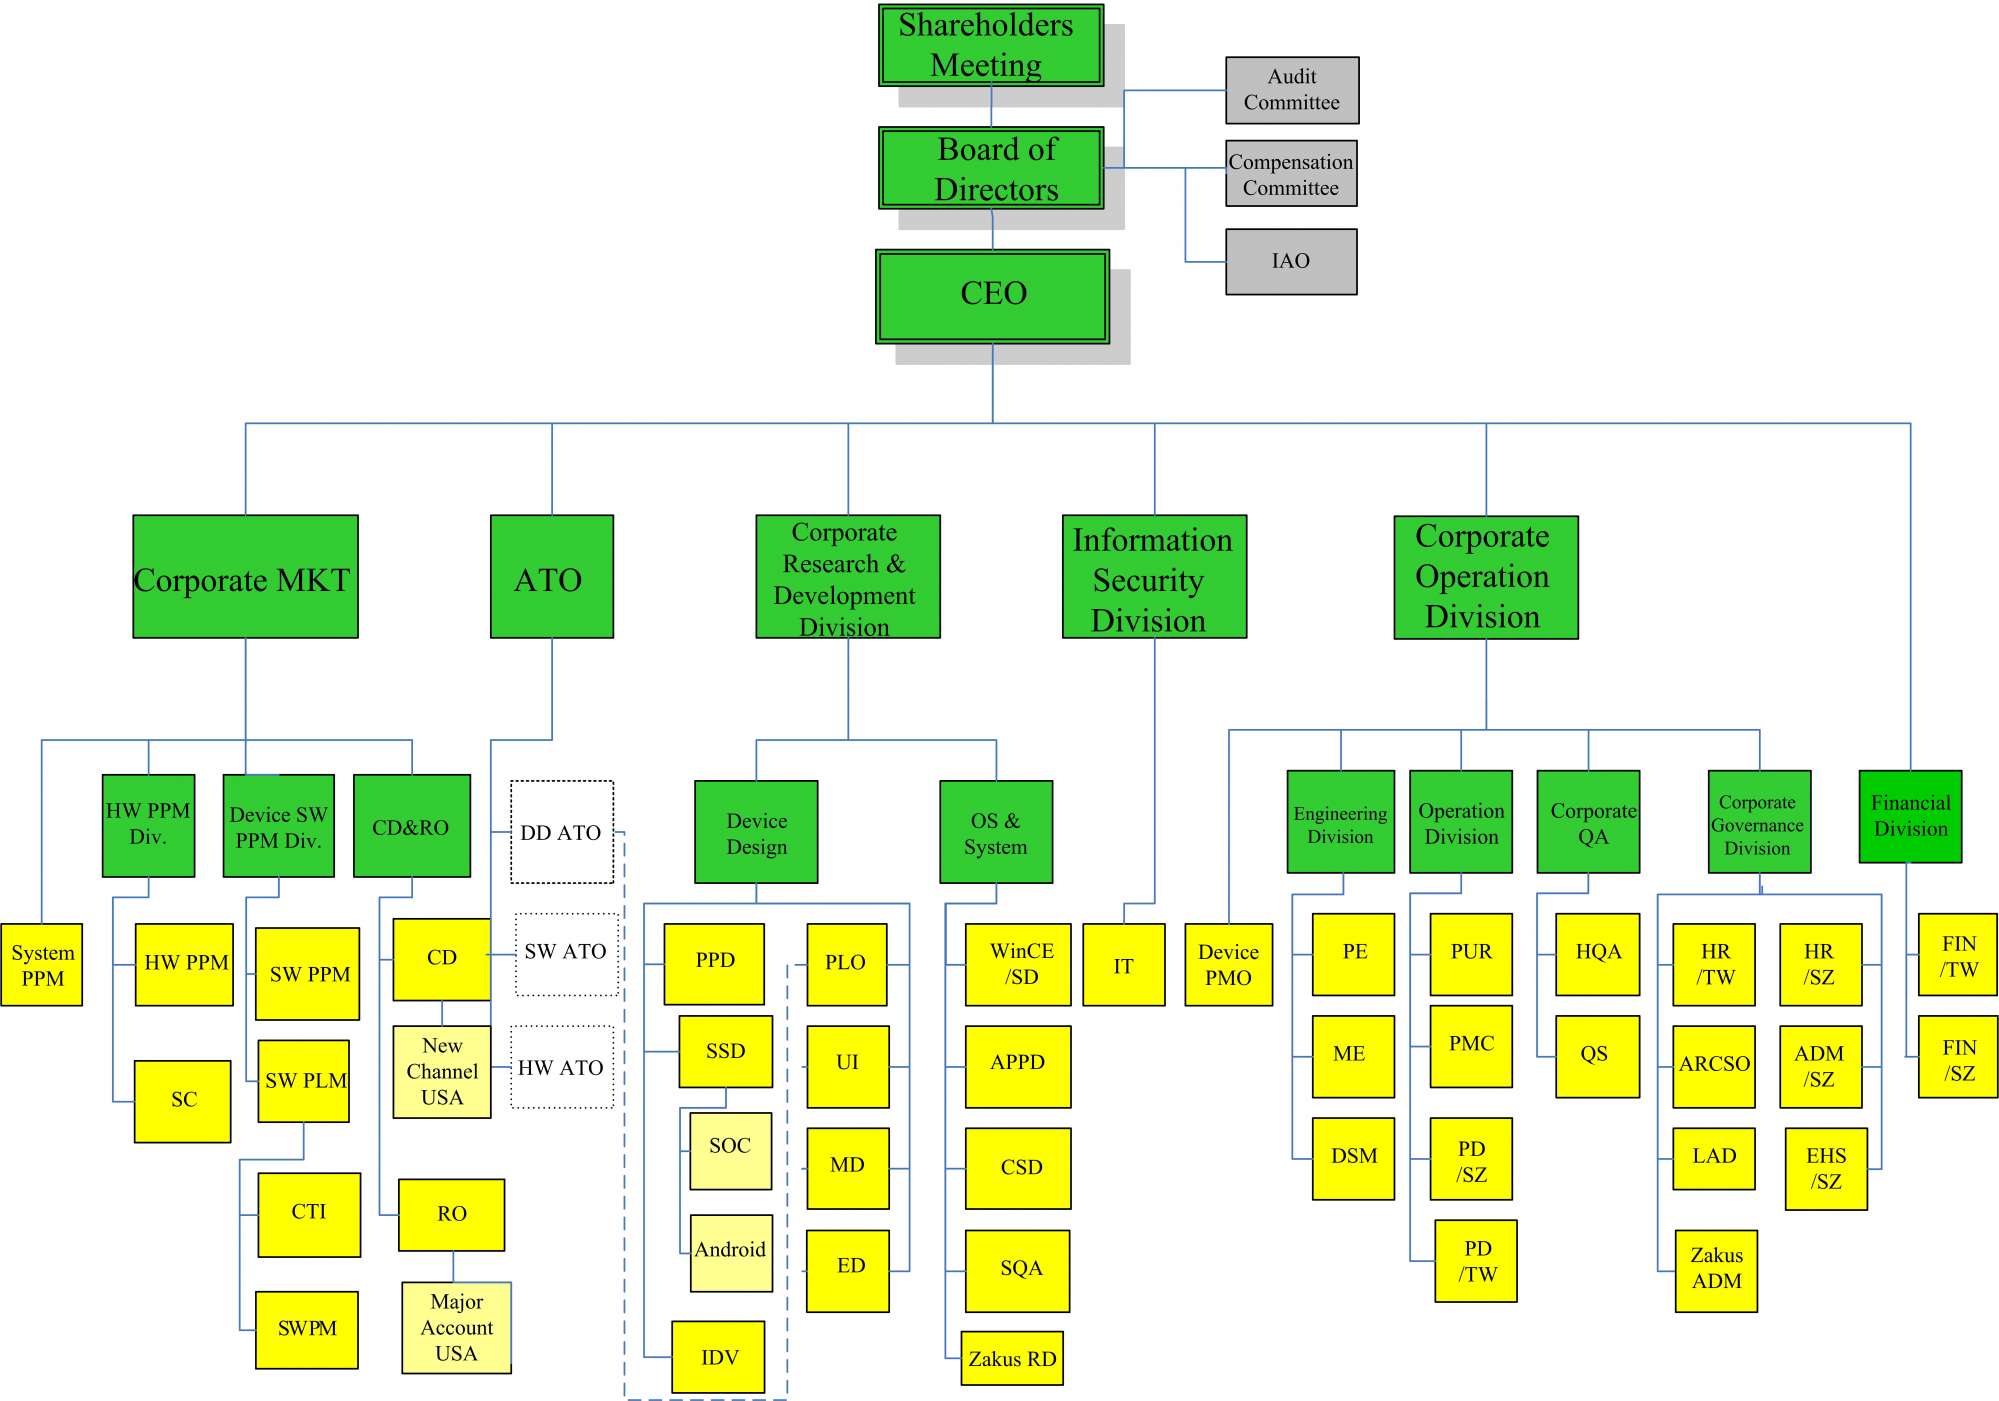 Shareholders
Meeting
Audit
Committee
Board of
Directors
Compensation
Committee
IAO
CEO
Corporate MKT
ATO
Corporate
Research &
Development
Division
Information
Security
Division
Corporate
Operation
Division
HW PPM
Div.
Device SW
PPM Div.
CD&RO
DD ATO
Device
Design
OS &
System
Engineering
Division
Operation
Division
Corporate
QA
Corporate
Governance
Division
Financial
Division
System
PPM
HW PPM
SW PPM
CD
SW ATO
PPD
PLO
WinCE
/SD
IT
Device
PMO
PE
PUR
HQA
HR
/TW
HR
/SZ
FIN
/TW
SC
SW PLM
New
Channel
USA
HW ATO
SSD
UI
APPD
ME
PMC
QS
ARCSO
ADM
/SZ
FIN
/SZ
CTI
RO
SOC
MD
CSD
DSM
PD
/SZ
LAD
EHS
/SZ
SWPM
Major
Account
USA
Android
ED
SQA
PD
/TW
Zakus
ADM
IDV
Zakus RD